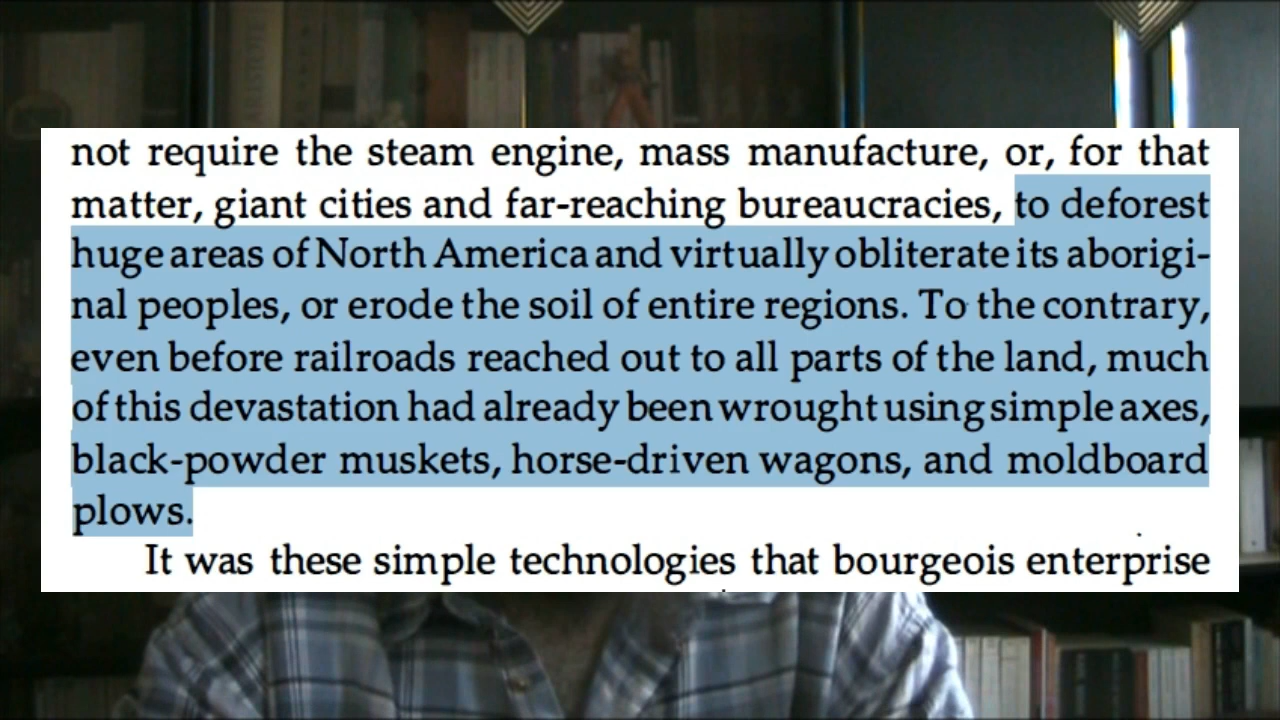 not require the steam engine, mass manufacture, or, for that
matter, giant cities and far-reaching bureaucracies, to deforest
huge areas of North America and virtually obliterate its aborigi-
nal peoples, or erode the soil of entire regions. To the contrary,
even before railroads reached out to all parts of the land, much
of this devastation had already been wrought using simple axes,
black-powder muskets, horse-driven wagons, and moldboard
plows.
It was these simple technologies that bourgeois enterprise